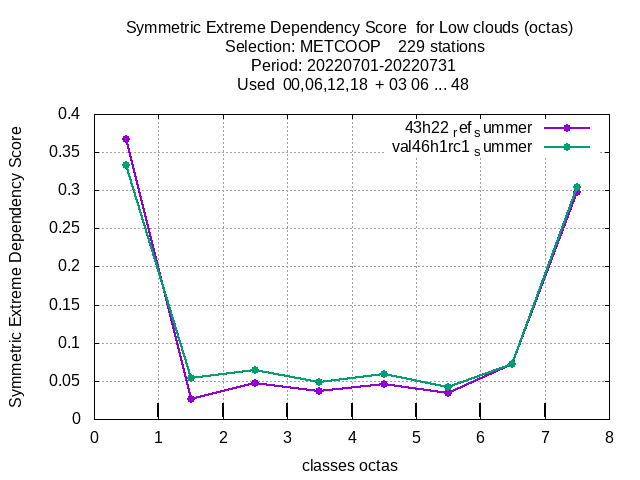 Symmetric Extreme Dependency Score for Low clouds (octas)
Selection: METCOOP 229 stations
Period: 20220701-20220731
Used 00,06,12,18 + 03 06 ... 48
43h22 ref summer
val46h1rc1 summer
Symmetric Extreme Dependency Score
0.4
0.35
0.3
0.25
0.2
0.15
0.1
0.05
0
0 1 2 3 4 5 6 7 8
classes octas